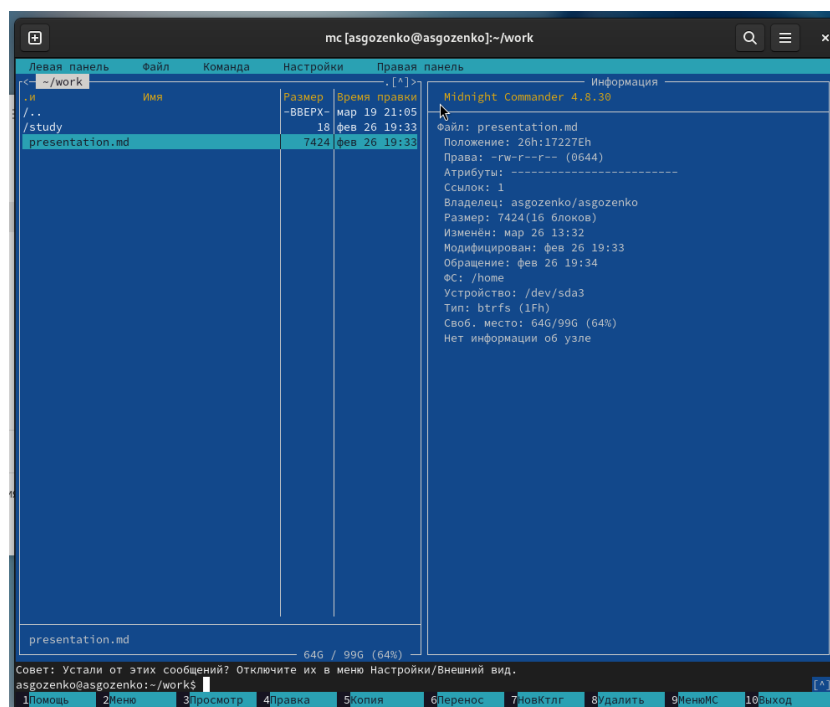 mc [asgozenko@asgozenko]:~/work
Левая панель Файл Команда Настройки Правая панель
<— ~/work .[^]>
.и Имя Размер Время правки
/.. -ВВЕРХ- мар 19 21:05
/study 18 фев 26 19:33
presentation.md 7424 фев 26 19:33
presentation.md
64G / 99G (64%)
Информация
Midnight Commander 4.8.30
Файл: presentation.md
Положение: 26h:17227Eh
Права: -rw-r--r-- (0644)
Атрибуты: -------------------------
Ссылок: 1
Владелец: asgozenko/asgozenko
Размер: 7424(16 блоков)
Изменён: мар 26 13:32
Модифицирован: фев 26 19:33
Обращение: фев 26 19:34
ФС: /home
Устройство: /dev/sda3
Тип: btrfs (1Fh)
Своб. место: 64G/99G (64%)
Нет информации об узле
Совет: Устали от этих сообщений? Отключите их в меню Настройки/Внешний вид.
asgozenko@asgozenko:~/work$ [^]
1Помощь 2Меню 3Просмотр 4Правка 5Копия 6Перенос 7НовКтлг 8Удалить 9МенюМС 10Выход